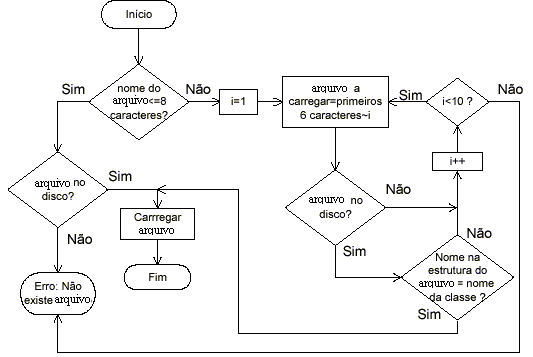 Início
nome do
arquivo<=8
caracteres?
Sim
Não
i=1
arquivo a
carregar=primeiros
6 caracteres~i
Sim
i<10 ?
Não
i++
arquivo no
disco?
Sim
Não
Carrregar
arquivo
Fim
Erro: Não
existe arquivo.
arquivo no
disco?
Não
Sim
Não
Nome na
estrutura do
arquivo = nome
da classe ?
Sim